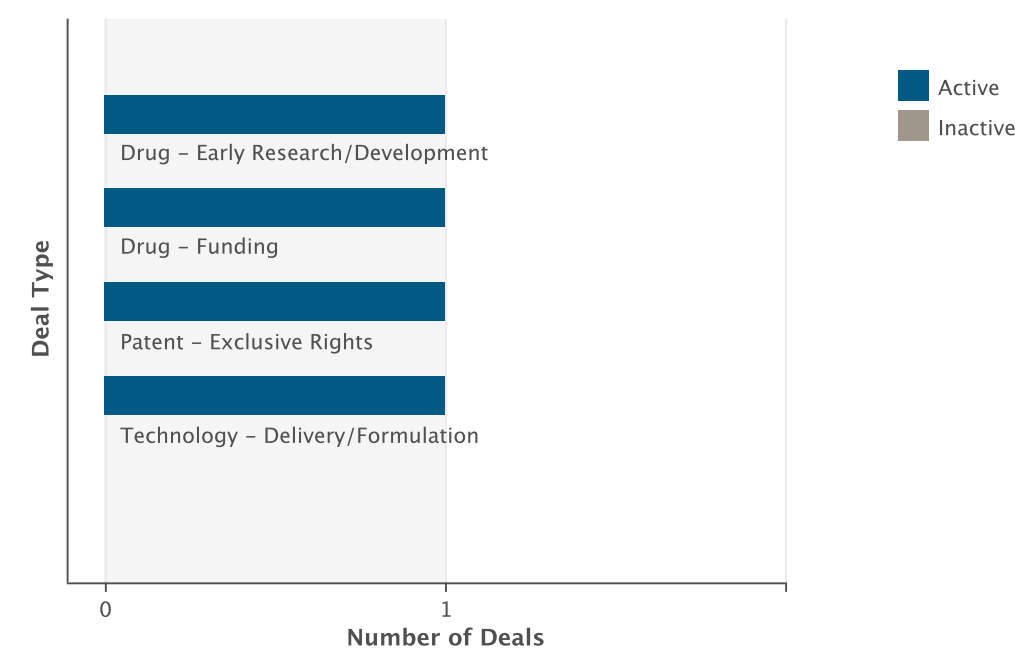 Active
Inactive
Drug – Early Research/Development
Drug – Funding
Patent – Exclusive Rights
Technology – Delivery/Formulation
Deal Type
0
1
Number of Deals